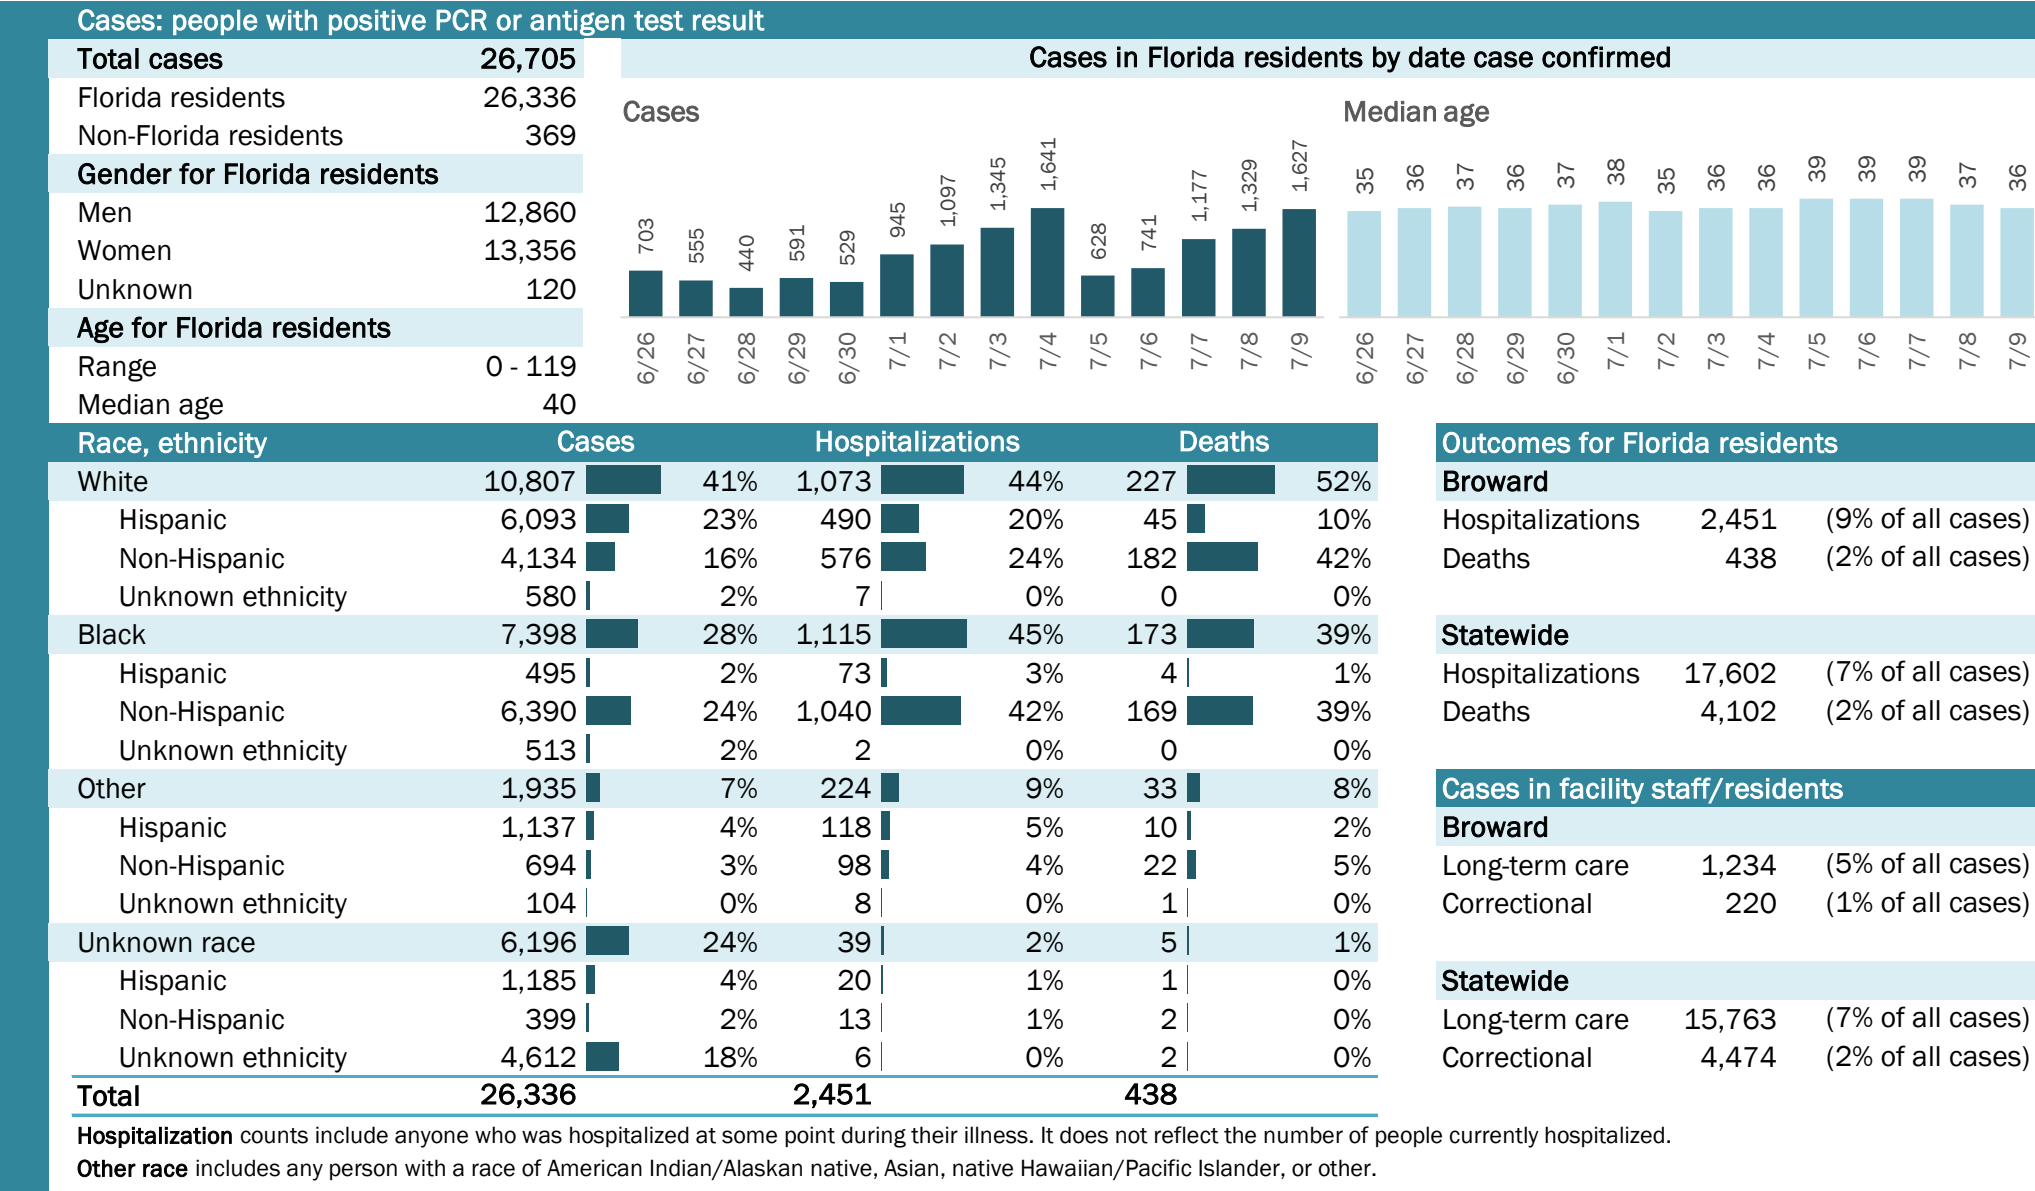 Cases: people with positive PCR or antigen test result
Total cases 26,705
Florida residents 26,336
Non-Florida residents 369
Gender for Florida residents
Men 12,860
Women 13,356
Unknown 120
Age for Florida residents
Range 0 - 119
Median age 40
Cases in Florida residents by date case confirmed
Cases
703 555 440 591 529 945 1,097 1,345 1,641 628 741 1,177 1,329 1,627
6/26 6/27 6/28 6/29 6/30 7/1 7/2 7/3 7/4 7/5 7/6 7/7 7/8 7/9
Median age
35 36 37 36 37 38 35 36 36 39 39 39 37 36
6/26 6/27 6/28 6/29 6/30 7/1 7/2 7/3 7/4 7/5 7/6 7/7 7/8 7/9
Race, ethnicity Cases Hospitalizations Deaths
White 10,807 41% 1,073 44% 227 52%
Hispanic 6,093 23% 490 20% 45 10%
Non-Hispanic 4,134 16% 576 24% 182 42%
Unknown ethnicity 580 2% 7 0% 0 0%
Black 7,398 28% 1,115 45% 173 39%
Hispanic 495 2% 73 3% 4 1%
Non-Hispanic 6,390 24% 1,040 42% 169 39%
Unknown ethnicity 513 2% 2 0% 0 0%
Other 1,935 7% 224 9% 33 8%
Hispanic 1,137 4% 118 5% 10 2%
Non-Hispanic 694 3% 98 4% 22 5%
Unknown ethnicity 104 0% 8 0% 1 0%
Unknown race 6,196 24% 39 2% 5 1%
Hispanic 1,185 4% 20 1% 1 0%
Non-Hispanic 399 2% 13 1% 2 0%
Unknown ethnicity 4,612 18% 6 0% 2 0%
Total 26,336 2,451 438
Outcomes for Florida residents
Broward
Hospitalizations 2,451 (9% of all cases)
Deaths 438 (2% of all cases)
Statewide
Hospitalizations 17,602 (7% of all cases)
Deaths 4,102 (2% of all cases)
Cases in facility staff/residents
Broward
Long-term care 1,234 (5% of all cases)
Correctional 220 (1% of all cases)
Statewide
Long-term care 15,763 (7% of all cases)
Correctional 4,474 (2% of all cases)
Hospitalization counts include anyone who was hospitalized at some point during their illness. It does not reflect the number of people currently hospitalized.
Other race includes any person with a race of American Indian/Alaskan native, Asian, native Hawaiian/Pacific Islander, or other.